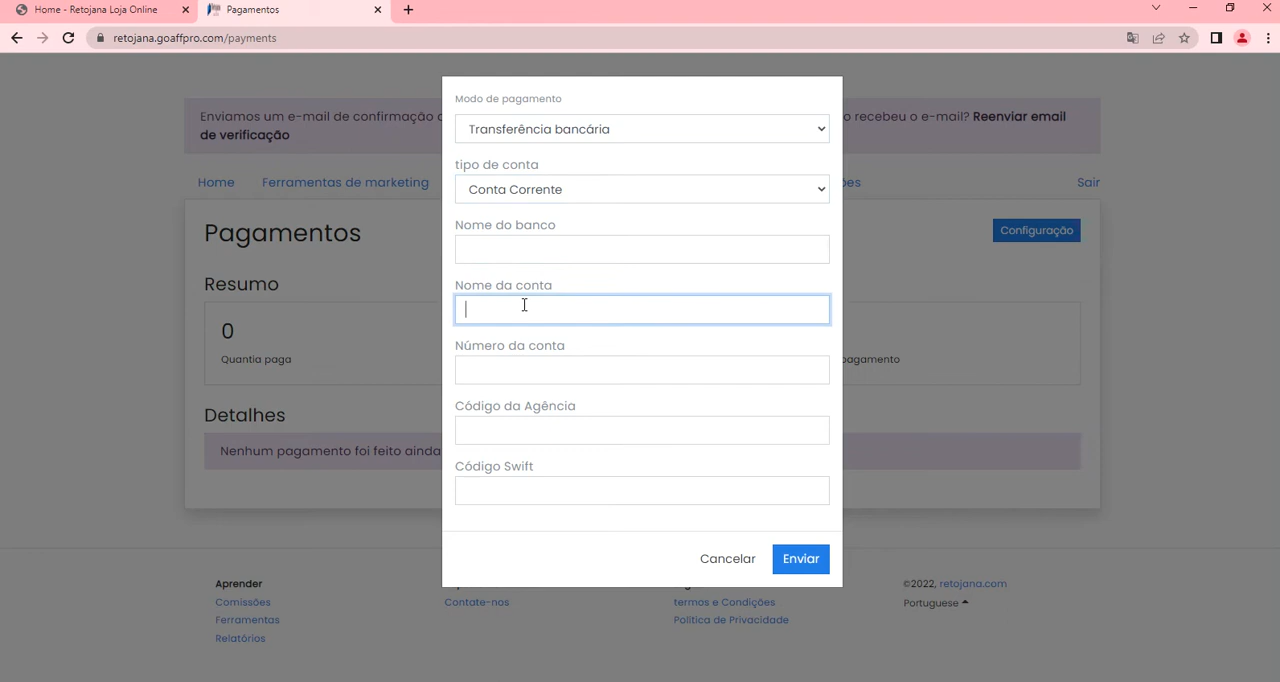 Home - Retojana Loja Online
Pagamentos
retojana.goaffpro.com/payments
Enviamos um e-mail de confirmação
o recebeu o e-mail? Reenviar email
de verificação
Home
Ferramentas de marketing
Sair
Pagamentos
Configuração
Resumo
0
Quantia paga
pagamento
Detalhes
Nenhum pagamento foi feito ainda
Modo de pagamento
Transferência bancária
tipo de conta
Conta Corrente
Nome do banco
Nome da conta
Número da conta
Código da Agência
Código Swift
Cancelar
Enviar
Aprender
Comissões
Ferramentas
Relatórios
Contate-nos
termos e Condições
Política de Privacidade
©2022, retojana.com
Portuguese